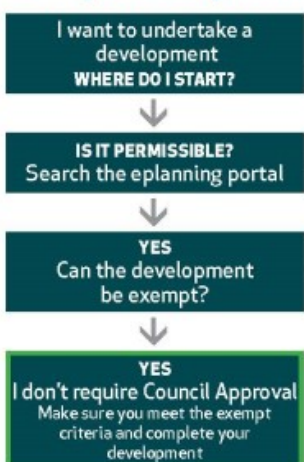 I want to undertake a
development
WHERE DO I START?
IS IT PERMISSIBLE?
Search the eplanning portal
YES
Can the development
be exempt?
YES
I don't require Council Approval
Make sure you meet the exempt
criteria and complete your
development